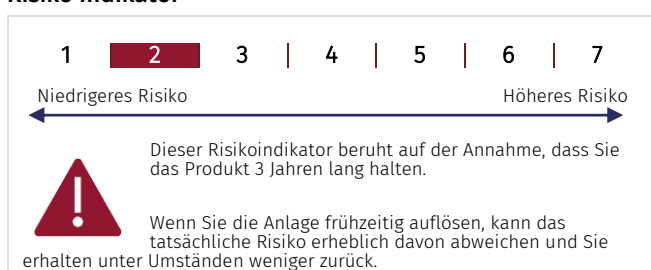 Risiko-Indikator
1 2 3 4 5 6 7
Niedrigeres Risiko Höheres Risiko
Dieser Risikoindikator beruht auf der Annahme, dass Sie
das Produkt 3 Jahren lang halten.
Wenn Sie die Anlage frühzeitig auflösen, kann das
tatsächliche Risiko erheblich davon abweichen und Sie
erhalten unter Umständen weniger zurück.